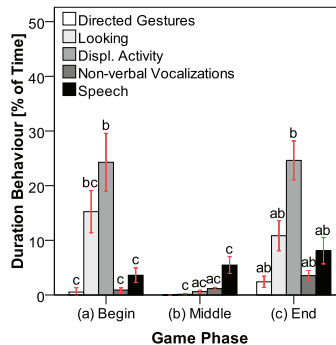 50
40
30
20
10
0
Duration Behaviour [% of Time]
Directed Gestures
Looking
Displ. Activity
Non-verbal Vocalizations
Speech
c bc b c c
c ac ac c
ab ab b ab ab
(a) Begin (b) Middle (c) End
Game Phase